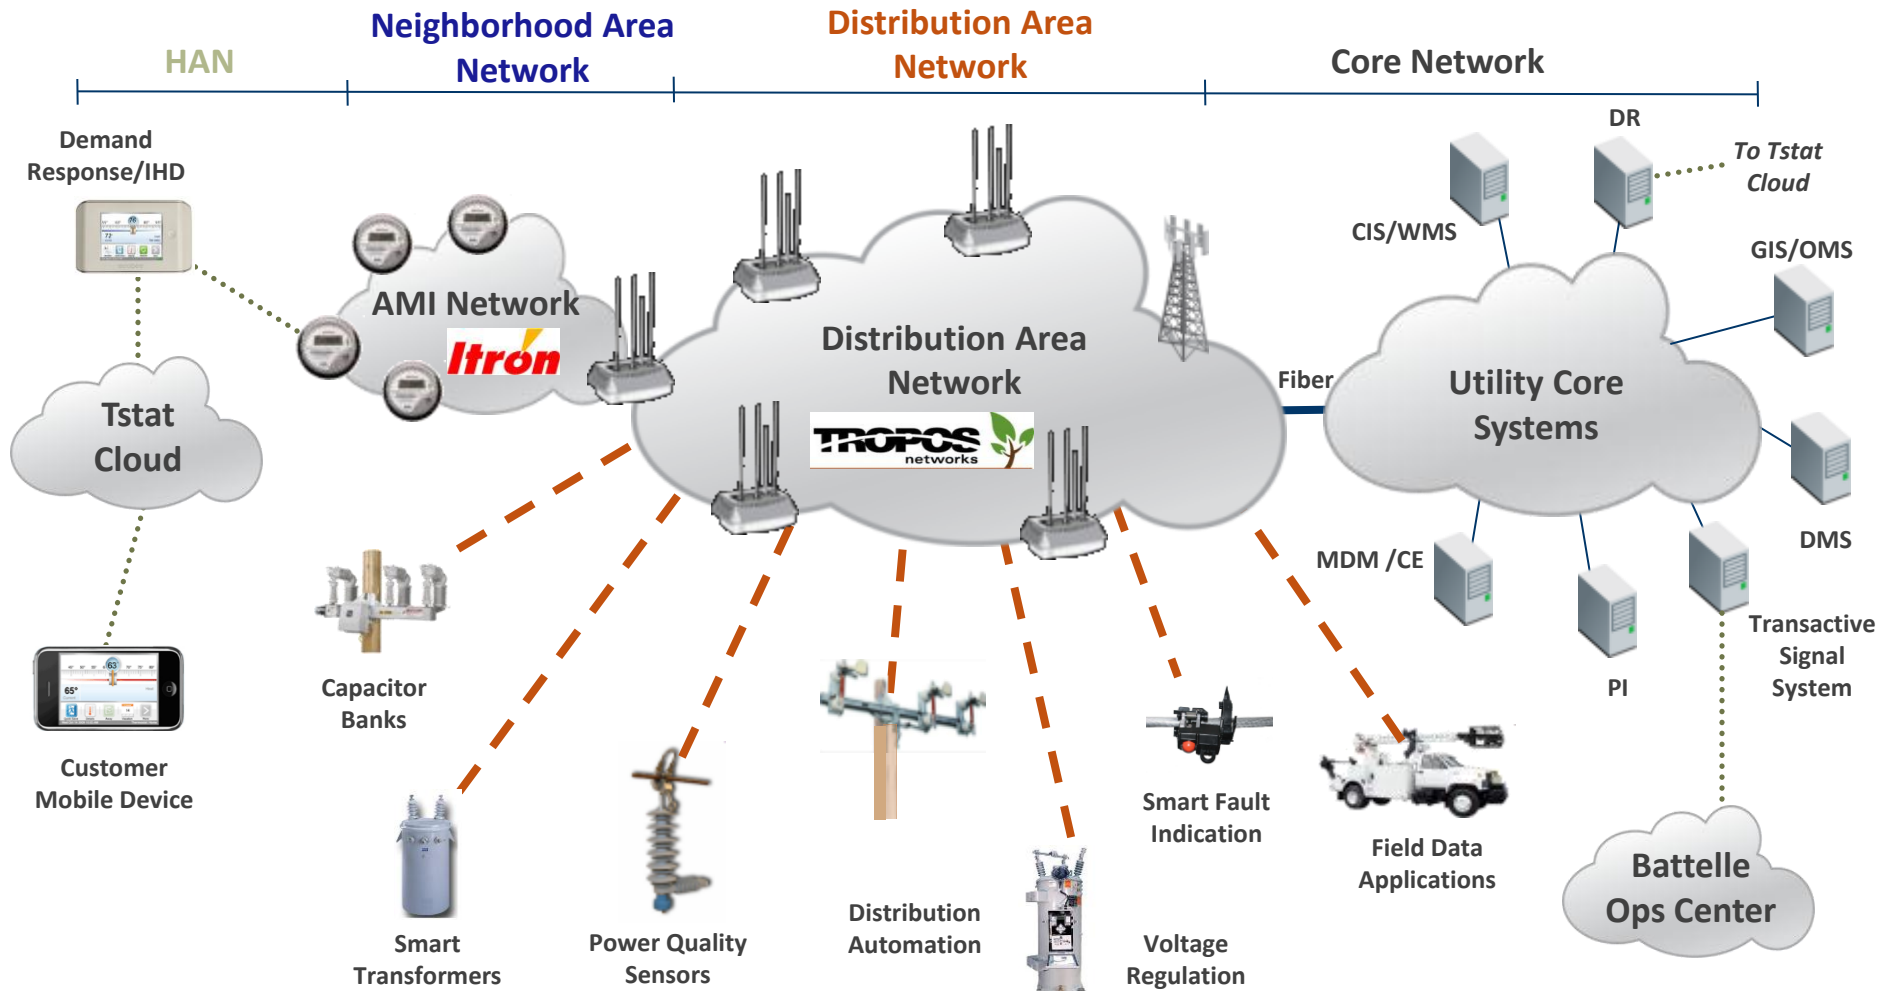 HAN
Neighborhood Area
Network
Distribution Area
Network
Core Network
Demand
Response/IHD
DR
To Tstat
Cloud
CIS/WMS
GIS/OMS
AMI Network
Itron
Distribution Area
Network
TROPOS
networks
Fiber
Utility Core
Systems
Tstat
Cloud
DMS
MDM /CE
PI
Transactive
Signal
System
Capacitor
Banks
65°
63°
Customer
Mobile Device
Smart Fault
Indication
Field Data
Applications
Battelle
Ops Center
Distribution
Automation
Smart
Transformers
Power Quality
Sensors
Voltage
Regulation